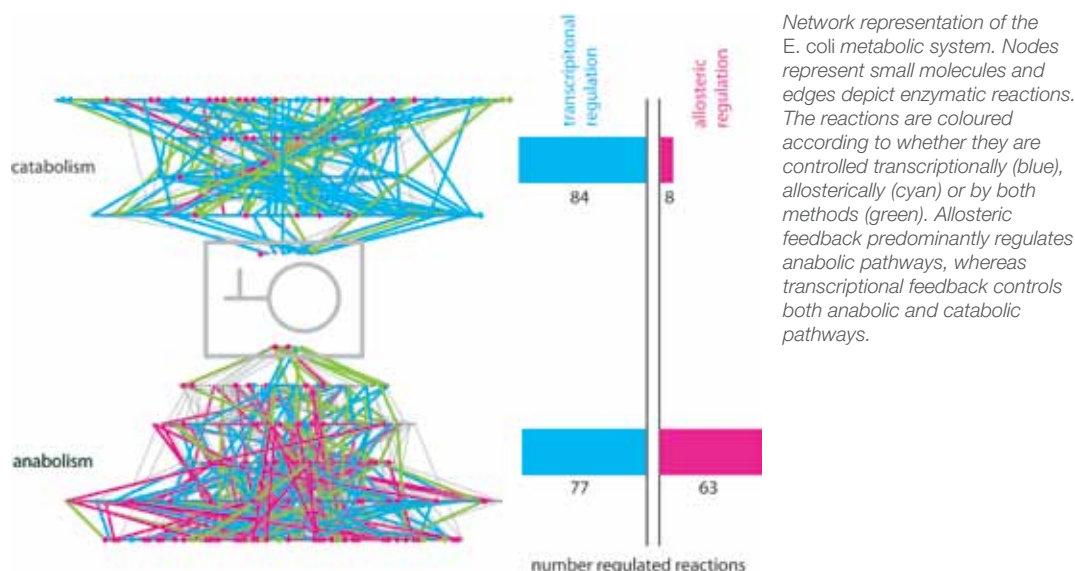 Network representation of the
E. coli metabolic system. Nodes
represent small molecules and
edges depict enzymatic reactions.
The reactions are coloured
according to whether they are
controlled transcriptionally (blue),
allosterically (cyan) or by both
methods (green). Allosteric
feedback predominantly regulates
anabolic pathways, whereas
transcriptional feedback controls
both anabolic and catabolic
pathways.
transcripitonal
regulation
allosteric
regulation
catabolism
84
8
anabolism
77
63
number regulated reactions